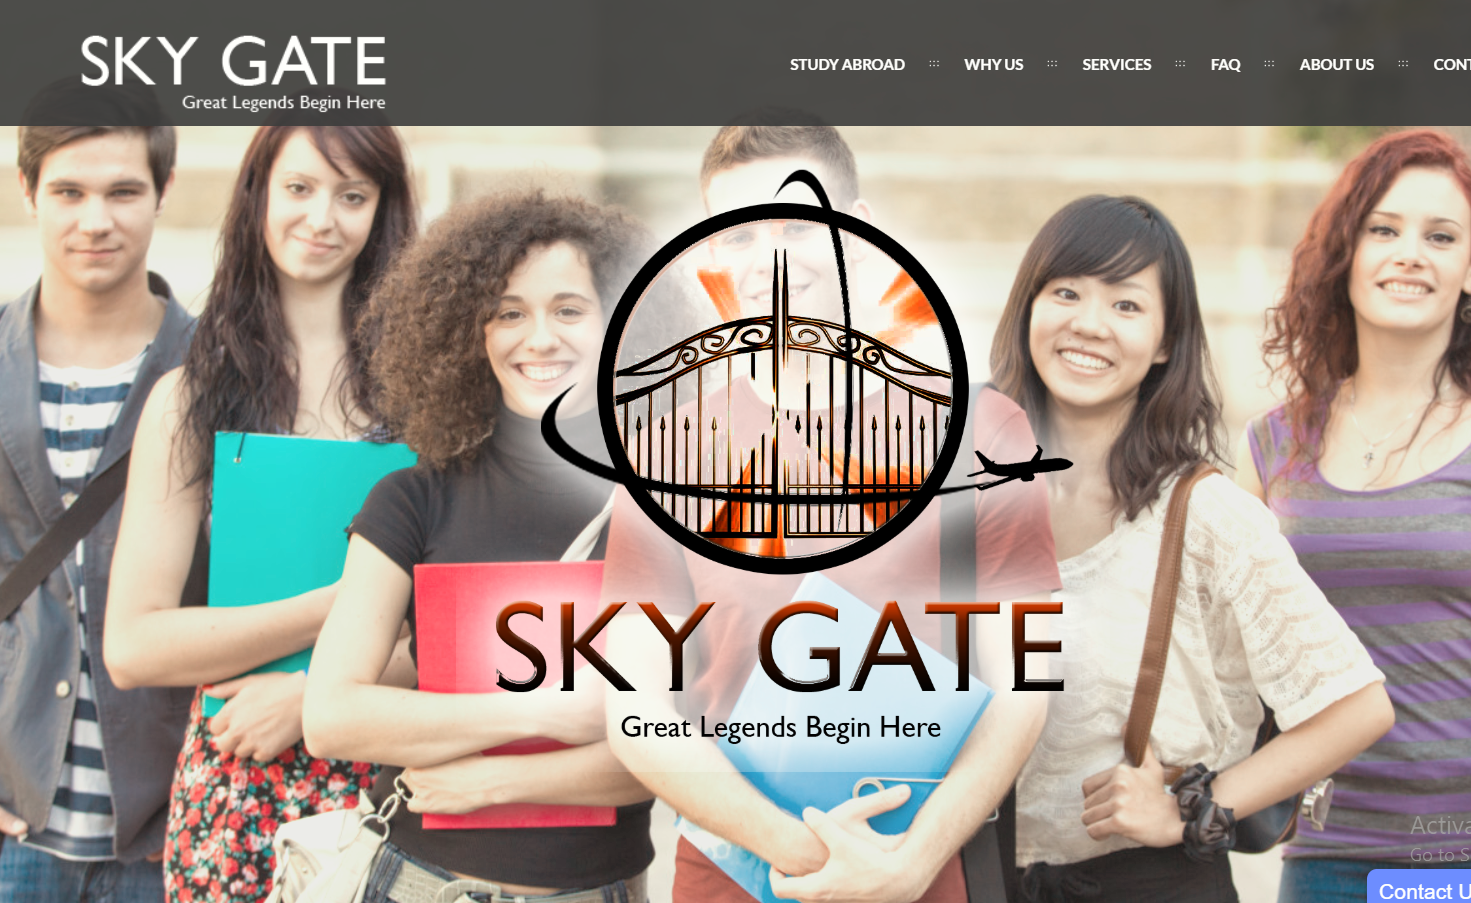 SKY GATE
Great Legends Begin Here
STUDY ABROAD
WHY US
SERVICES
FAQ
ABOUT US
CONT
SKY GATE
Great Legends Begin Here
Activa
Go to S
Contact U